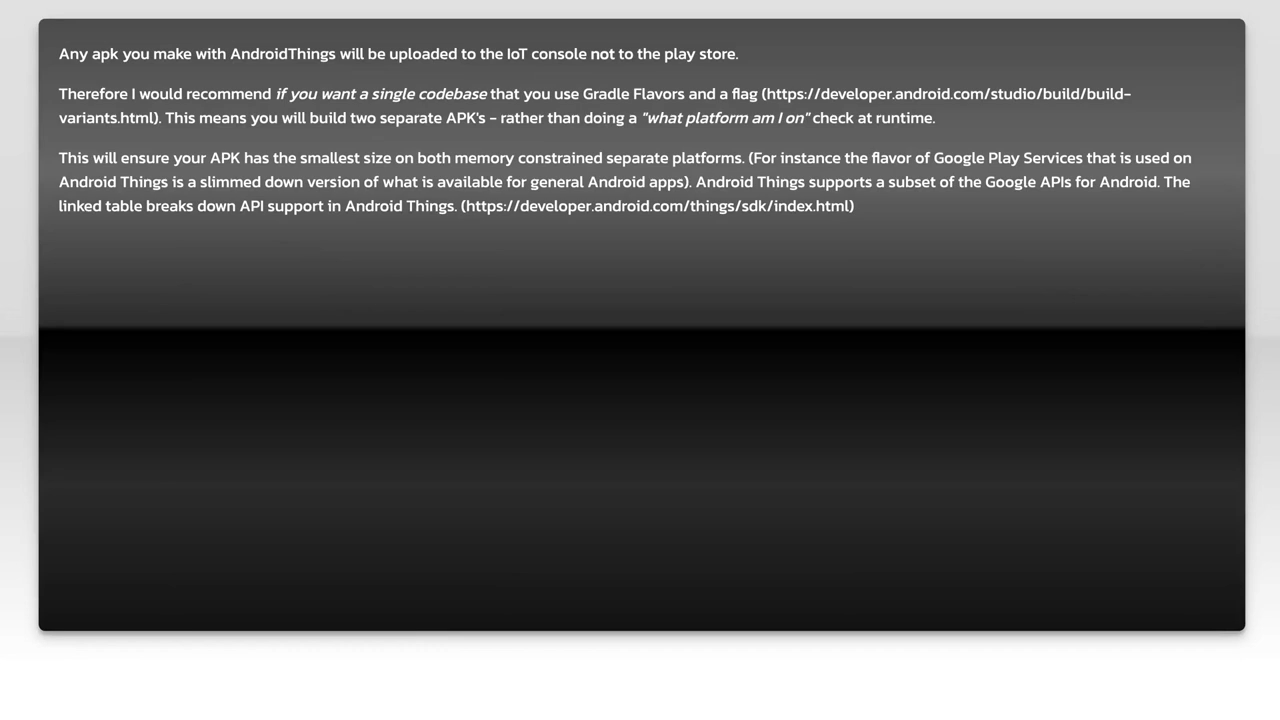 Any apk you make with AndroidThings will be uploaded to the IoT console not to the play store.
Therefore I would recommend if you want a single codebase that you use Gradle Flavors and a flag (https://developer.android.com/studio/build/build-
variants.html). This means you will build two separate APK's - rather than doing a "what platform am I on" check at runtime.
This will ensure your APK has the smallest size on both memory constrained separate platforms. (For instance the flavor of Google Play Services that is used on
Android Things is a slimmed down version of what is available for general Android apps). Android Things supports a subset of the Google APIs for Android. The
linked table breaks down API support in Android Things. (https://developer.android.com/things/sdk/index.html)